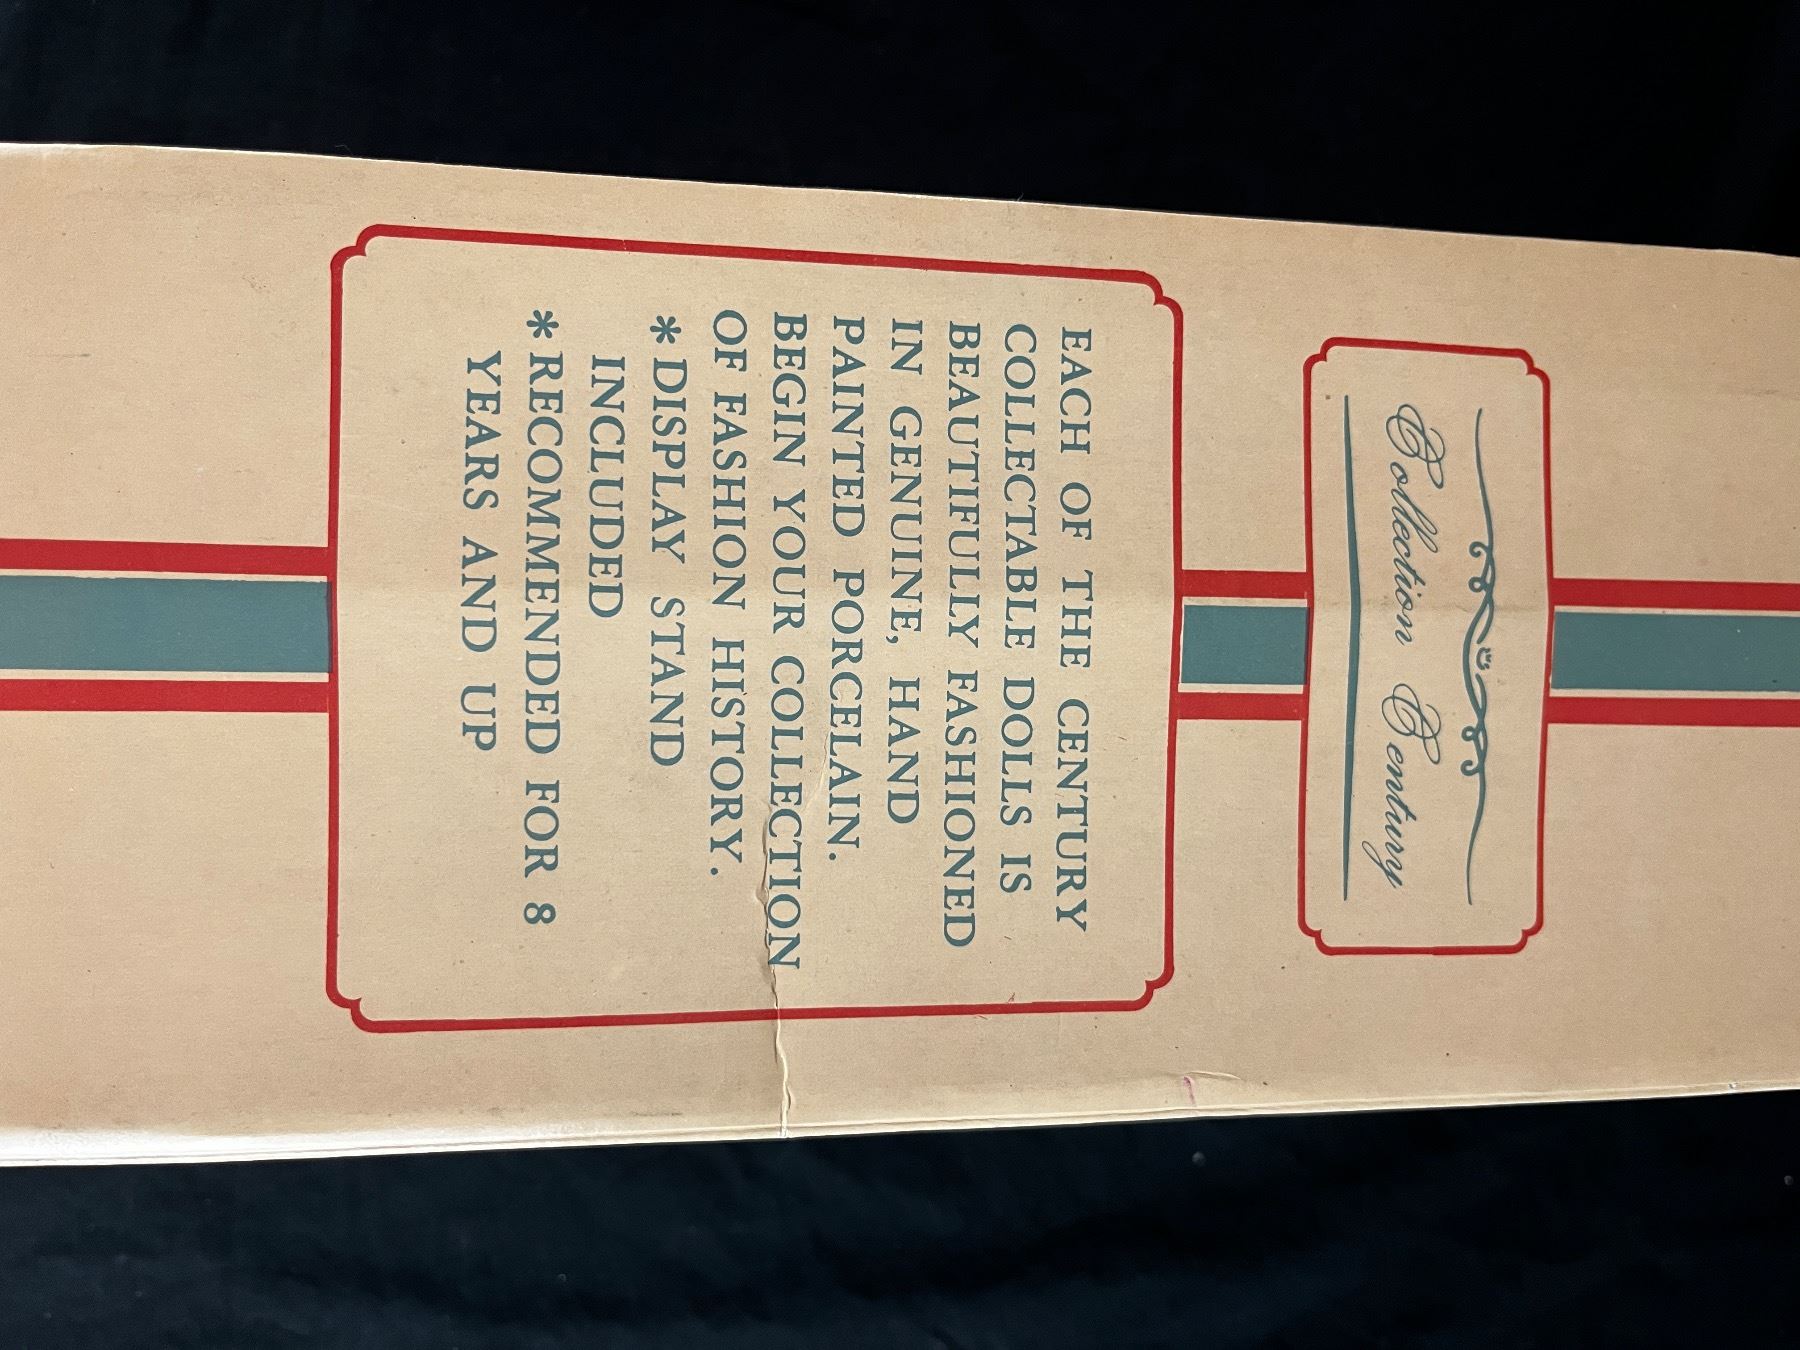 Collection Century
EACH OF THE CENTURY
COLLECTABLE DOLLS IS
BEAUTIFULLY FASHIONED
IN GENUINE, HAND
PAINTED PORCELAIN.
BEGIN YOUR COLLECTION
OF FASHION HISTORY.
* DISPLAY STAND
INCLUDED
* RECOMMENDED FOR 8
YEARS AND UP